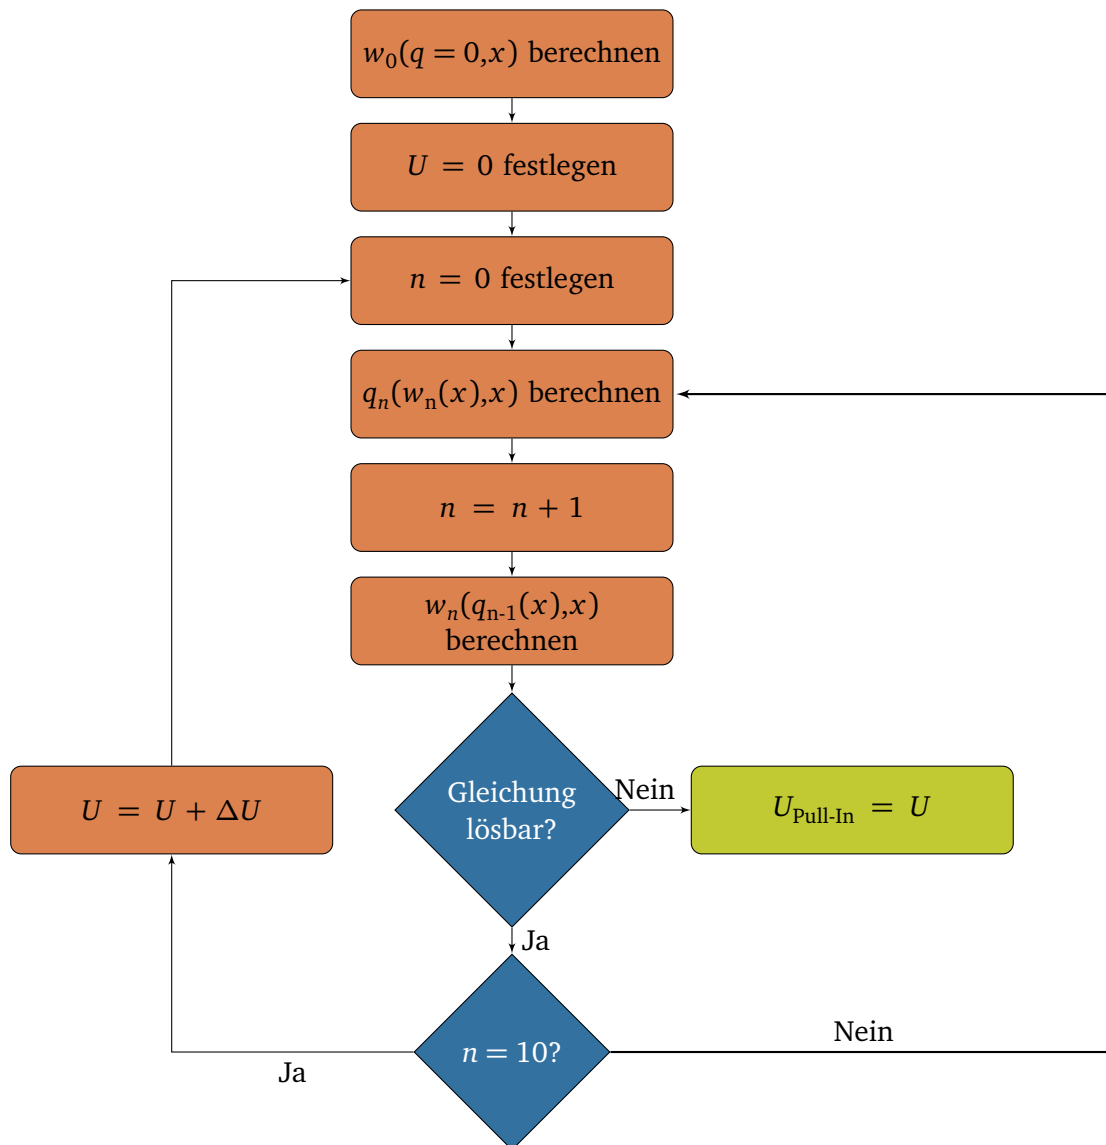 w₀(q = 0,x) berechnen
U = 0 festlegen
n = 0 festlegen
qₙ(wₙ(x),x) berechnen
n = n + 1
wₙ(qₙ₋₁(x),x)
berechnen
Gleichung
lösbar?
Nein
U_Pull-In = U
U = U + ΔU
Ja
n = 10?
Nein
Ja